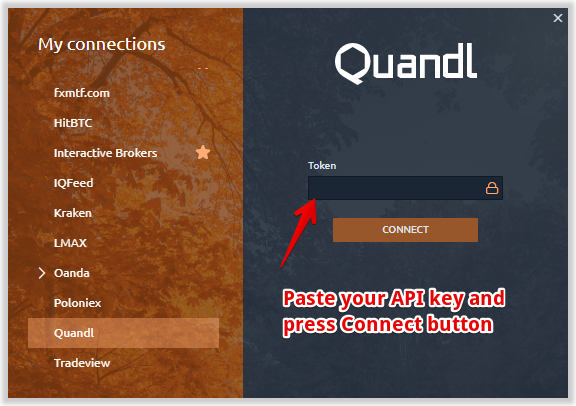 My connections
fxmtf.com
HitBTC
Interactive Brokers
IQFeed
Kraken
LMAX
Oanda
Poloniex
Quandl
Tradeview
Quandl
Token
CONNECT
Paste your API key and
press Connect button